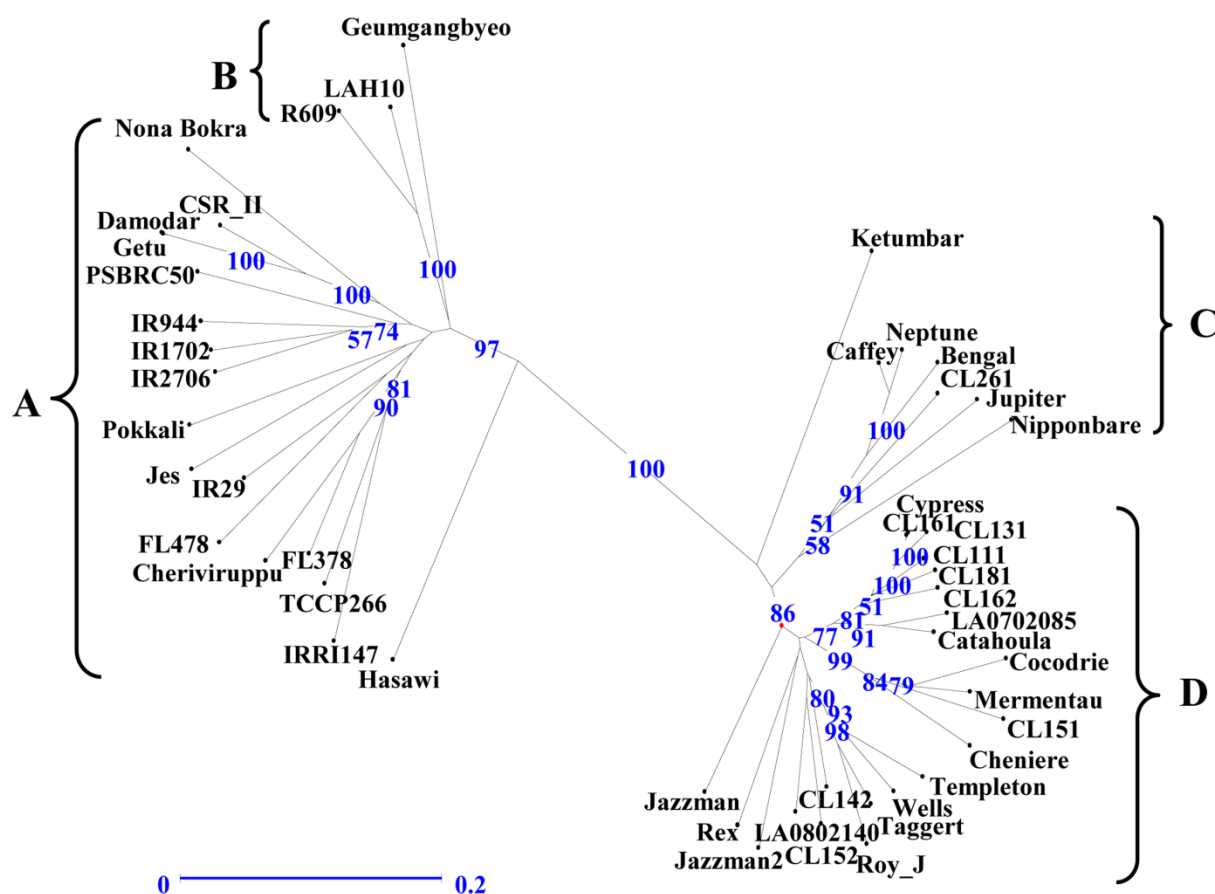 Geumgangbyeo
B
LAH10
R609
Nona Bokra
CSR_II
Damodar
Getu
100
100
PSBRC50
100
IR944
57
74
IR1702
97
IR2706
81
90
A
Pokkali
Jes
IR29
FL478
Cheriviruppu
FL378
TCCP266
IRRI147
Hasawi
100
Ketumbar
C
Neptune
Caffey
Bengal
CL261
Jupiter
Nipponbare
100
91
51
58
Cypress
CL161
CL131
100
CL111
100
CL181
51
CL162
86
81
LA0702085
77
91
Catahoula
99
Cocodrie
84
79
Mermentau
D
80
93
CL151
98
Cheniere
Templeton
Jazzman
CL142
Wells
Rex
LA0802140
Taggert
Jazzman2
CL152
Roy_J
0
0.2